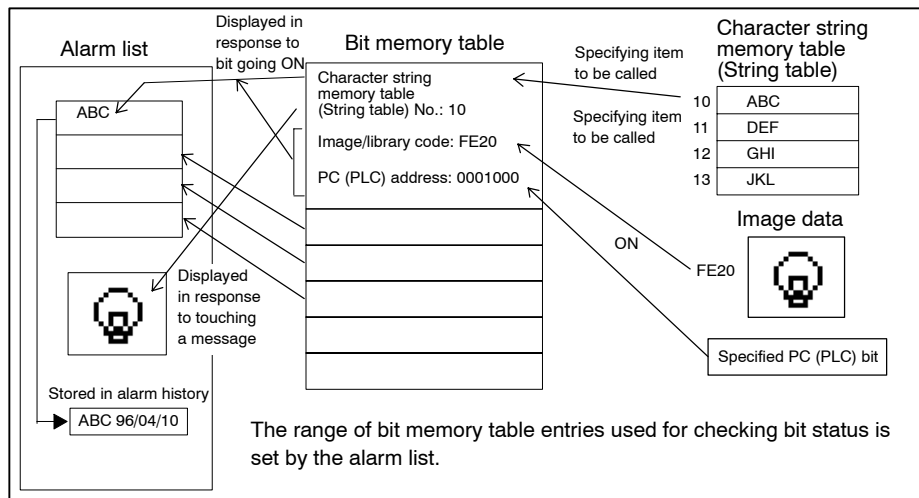 Alarm list
ABC
Displayed in
response to
bit going ON
Displayed
in response
to touching
a message
Stored in alarm history
ABC 96/04/10
Bit memory table
Character string
memory table
(String table) No.: 10
Image/library code: FE20
PC (PLC) address: 0001000
Specifying item
to be called
Specifying item
to be called
Character string
memory table
(String table)
10 ABC
11 DEF
12 GHI
13 JKL
Image data
ON
FE20
Specified PC (PLC) bit
The range of bit memory table entries used for checking bit status is
set by the alarm list.